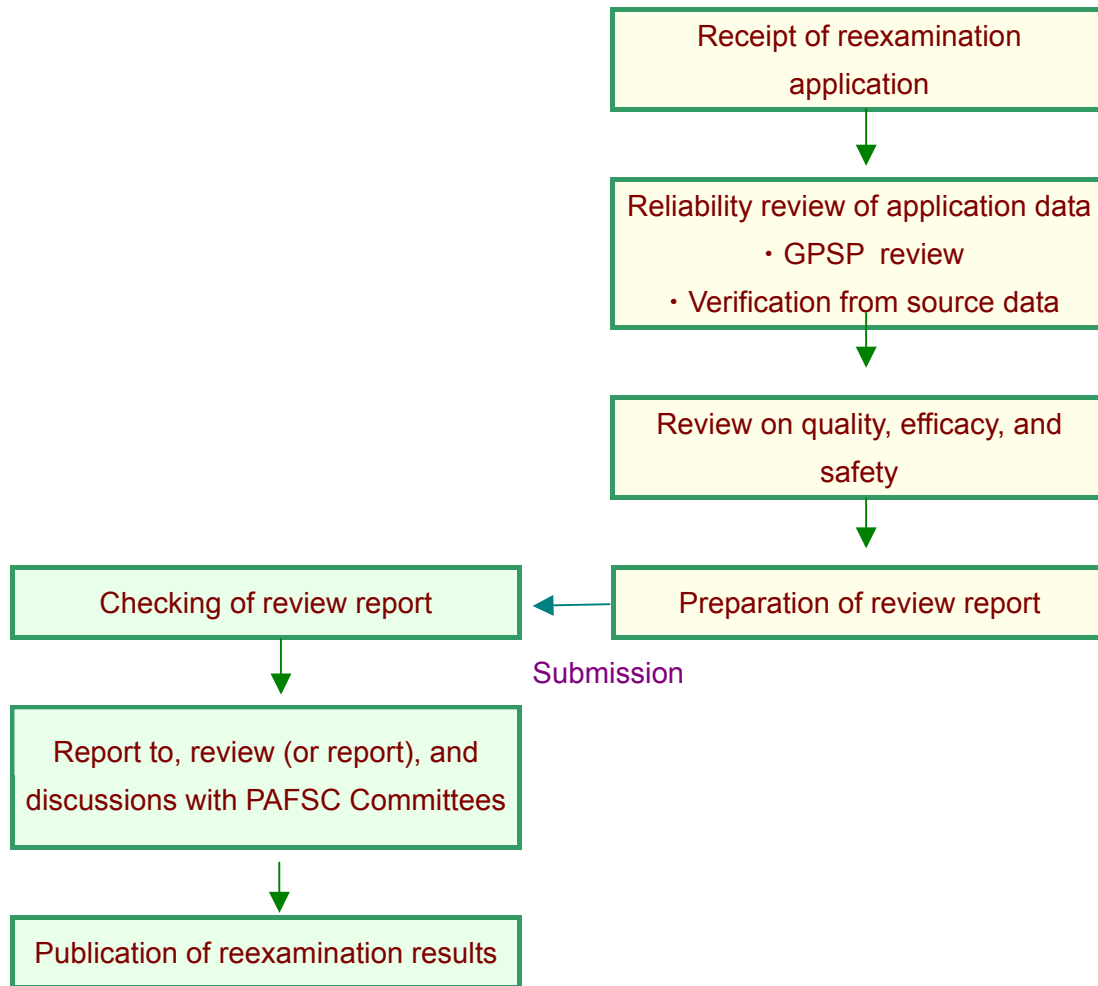 Receipt of reexamination
application
Reliability review of application data
・GPSP review
・Verification from source data
Review on quality, efficacy, and
safety
Preparation of review report
Submission
Checking of review report
Report to, review (or report), and
discussions with PAFSC Committees
Publication of reexamination results